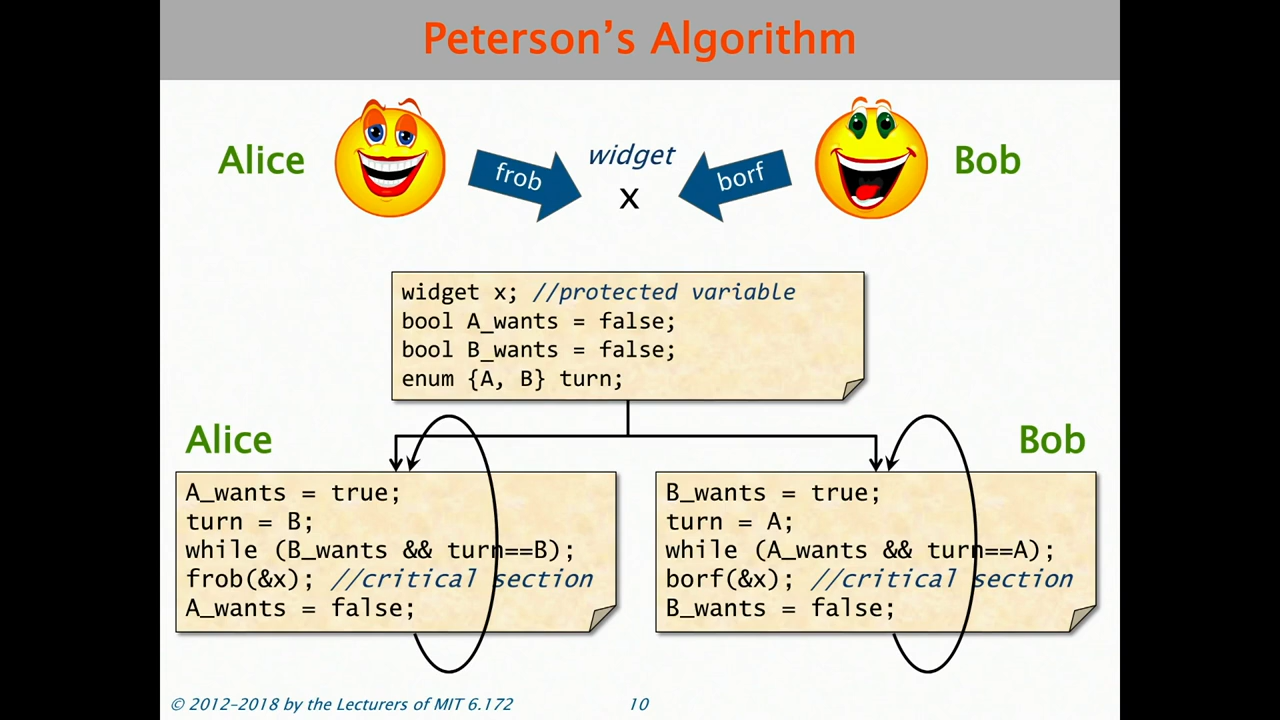 Peterson’s Algorithm
Alice
frob
widget
x
borf
Bob
widget x; //protected variable
bool A_wants = false;
bool B_wants = false;
enum {A, B} turn;
Alice
Bob
A_wants = true;
turn = B;
while (B_wants && turn==B);
frob(&x); //critical section
A_wants = false;
B_wants = true;
turn = A;
while (A_wants && turn==A);
borf(&x); //critical section
B_wants = false;
© 2012–2018 by the Lecturers of MIT 6.172
10